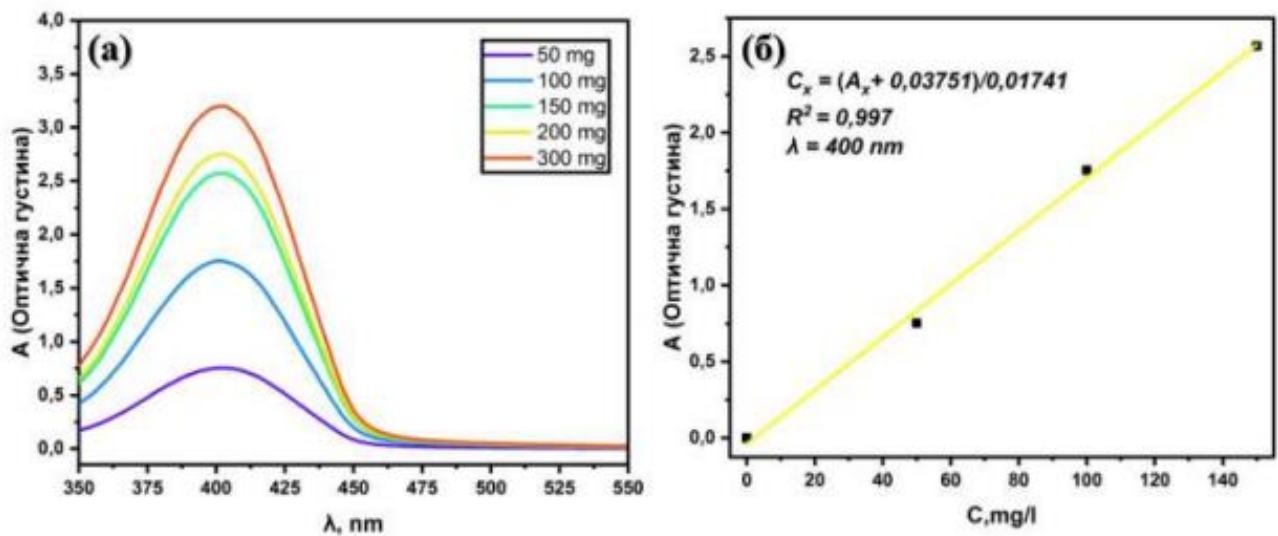 (а)
50 mg
100 mg
150 mg
200 mg
300 mg
4,0
3,5
3,0
2,5
2,0
1,5
1,0
0,5
0,0
А (Оптична густина)
350 375 400 425 450 475 500 525 550
λ, nm
(б)
Cₓ = (Aₓ+ 0,03751)/0,01741
R² = 0,997
λ = 400 nm
2,5
2,0
1,5
1,0
0,5
0,0
А (Оптична густина)
0 20 40 60 80 100 120 140
C,mg/l